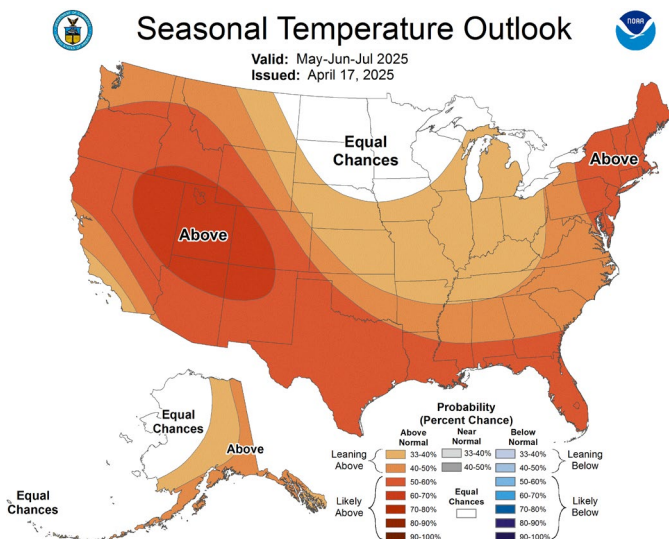 Seasonal Temperature Outlook
NOAA
Valid: May-Jun-Jul 2025
Issued: April 17, 2025
Equal
Chances
Above
Above
Equal
Chances
Above
Equal
Chances
Probability
(Percent Chance)
Above
Normal
Near
Normal
Below
Normal
Leaning
Above
33-40%
40-50%
33-40%
40-50%
33-40%
40-50%
Leaning
Below
Likely
Above
50-60%
60-70%
70-80%
80-90%
90-100%
Equal
Chances
50-60%
60-70%
70-80%
80-90%
90-100%
Likely
Below